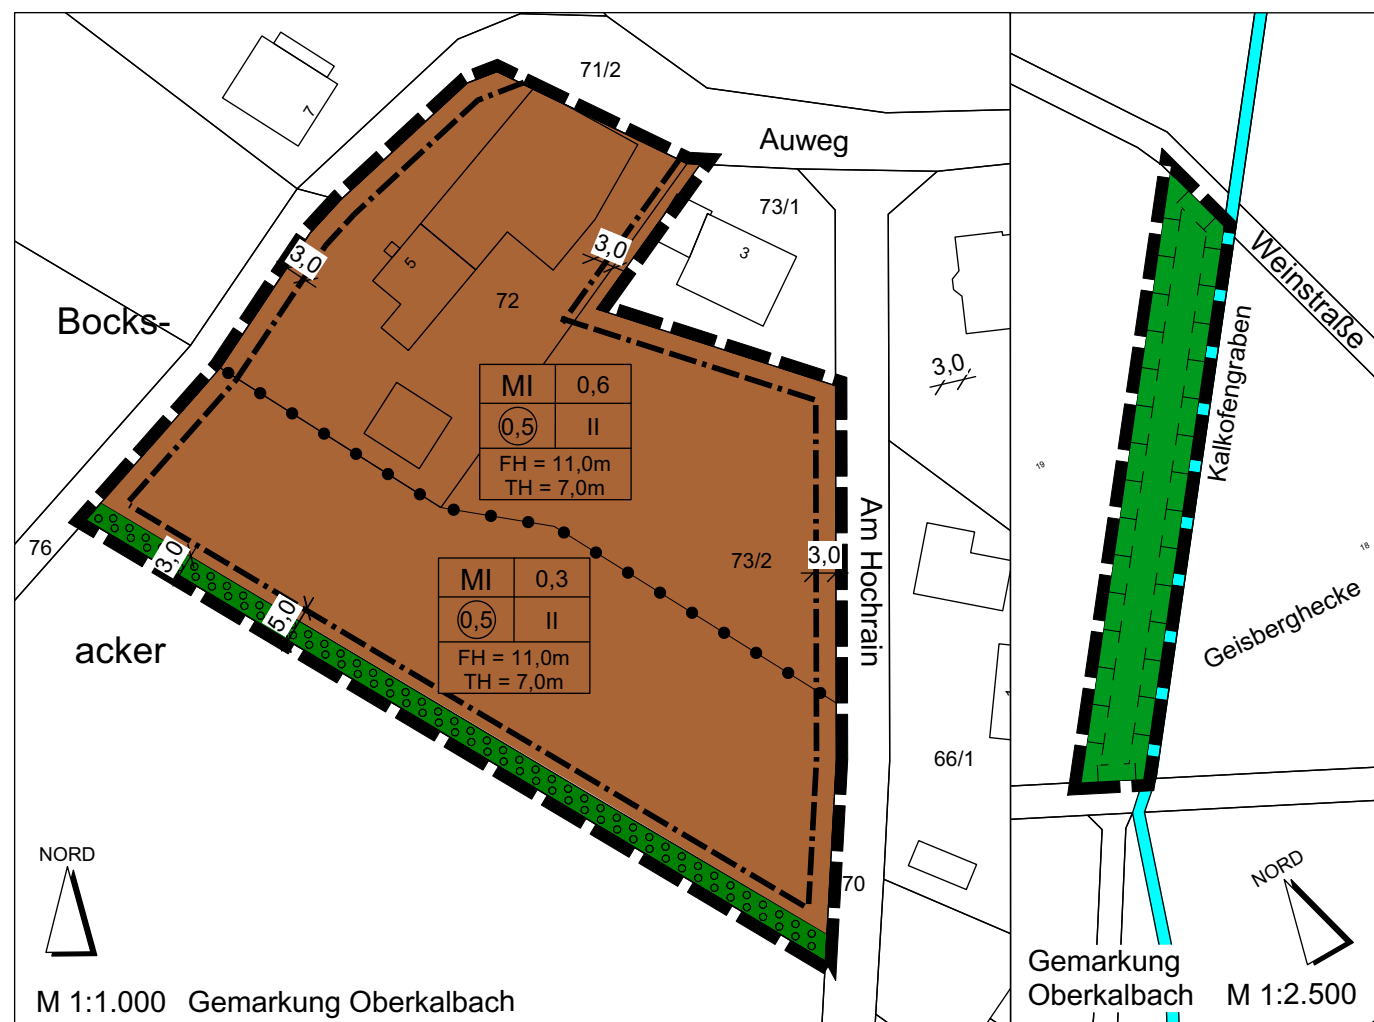 71/2
Auweg
7
73/1
3
3,0
3,0
5
72
Bocks-
acker
3,0
MI 0,6
0,5 II
FH = 11,0m
TH = 7,0m
Am Hochrain
73/2
3,0
MI 0,3
0,5 II
FH = 11,0m
TH = 7,0m
76
3,0
5,0
66/1
70
NORD
M 1:1.000 Gemarkung Oberkalbach
Weinstraße
Kalkofengraben
19
18
Geisberghecke
NORD
Gemarkung
Oberkalbach M 1:2.500